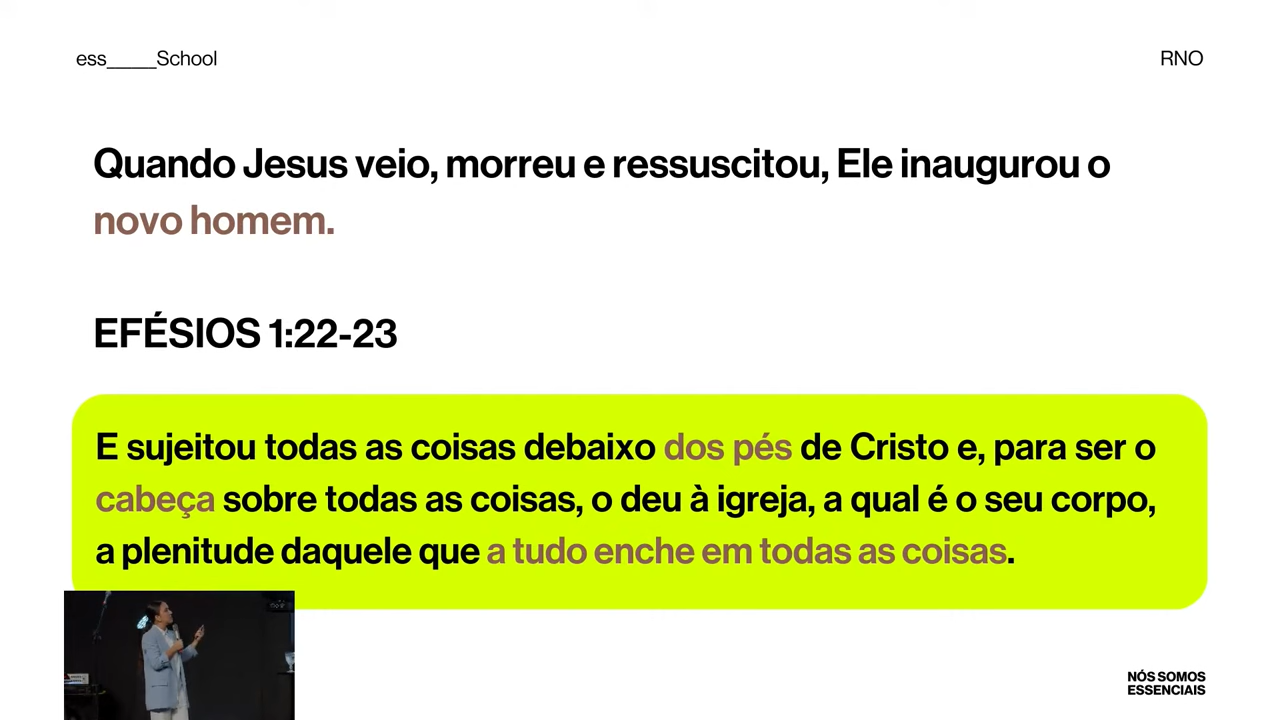 ess_____School
RNO
Quando Jesus veio, morreu e ressuscitou, Ele inaugurou o
novo homem.
EFÉSIOS 1:22-23
E sujeitou todas as coisas debaixo dos pés de Cristo e, para ser o
cabeça sobre todas as coisas, o deu à igreja, a qual é o seu corpo,
a plenitude daquele que a tudo enche em todas as coisas.
NÓS SOMOS
ESSENCIAIS